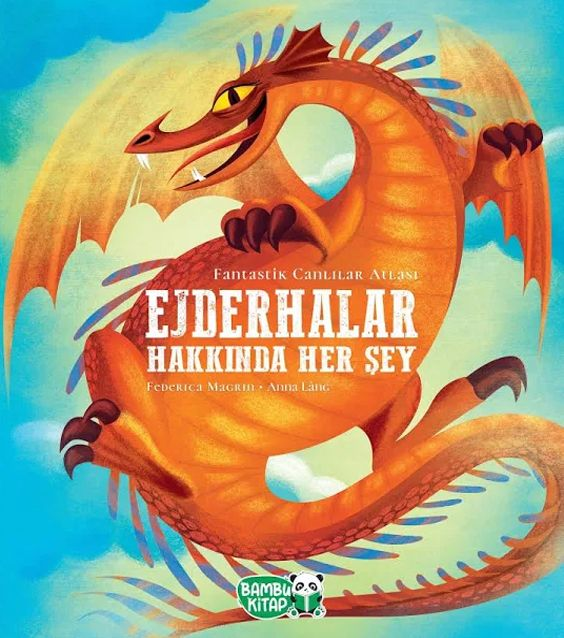 Fantastik Canlılar Atlası
EJDERHALAR
HAKKINDA HER ŞEY
Federica Magrin • Anna Láng
BAMBU
KİTAP